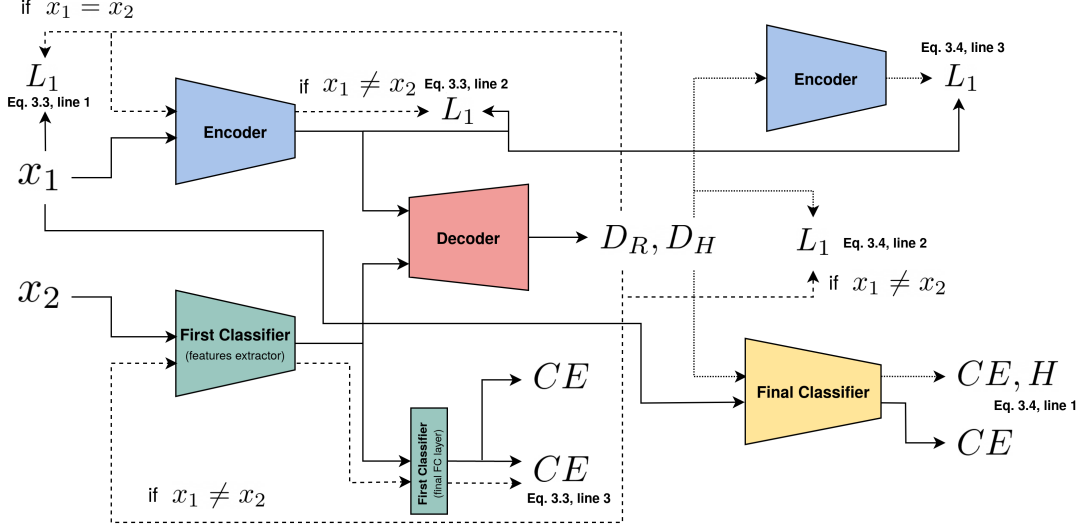 if x₁ = x₂
L₁
Eq. 3.3, line 1
x₁
Encoder
if x₁ ≠ x₂
Eq. 3.3, line 2
L₁
Encoder
Eq. 3.4, line 3
L₁
Decoder
D_R, D_H
L₁
Eq. 3.4, line 2
if x₁ ≠ x₂
x₂
First Classifier
(features extractor)
CE
First Classifier
(final FC layer)
CE
Eq. 3.3, line 3
if x₁ ≠ x₂
Final Classifier
CE, H
Eq. 3.4, line 1
CE